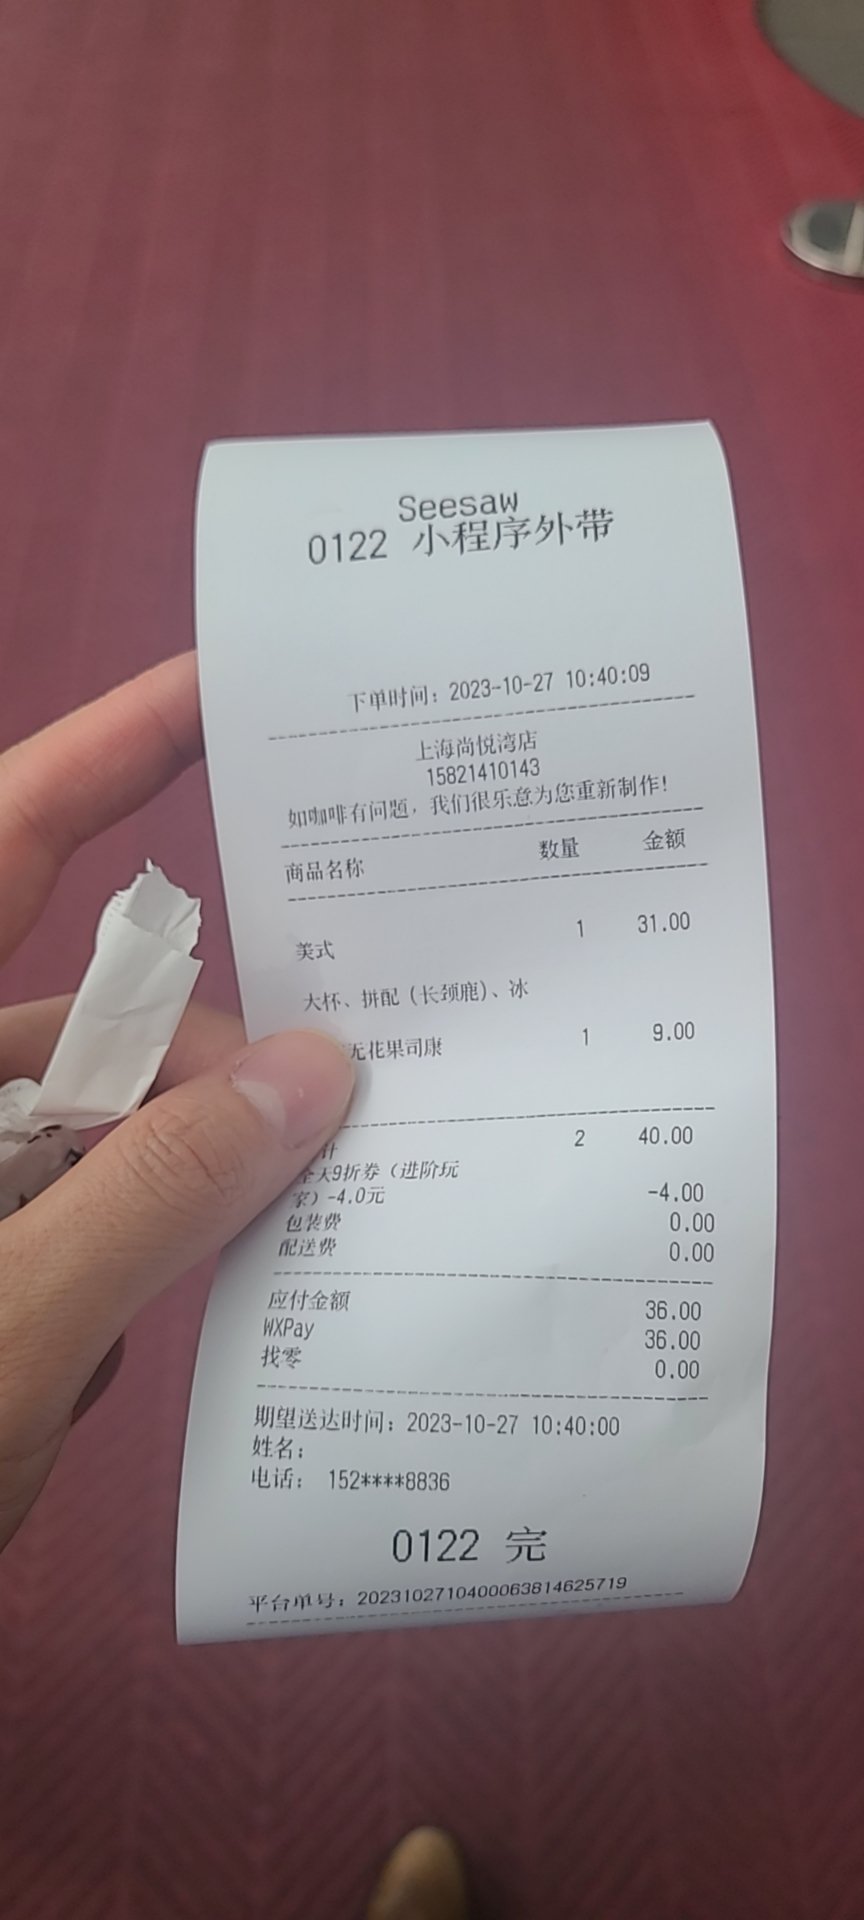 Seesaw
0122 小程序外带
下单时间：2023-10-27 10:40:09
上海尚悦湾店
15821410143
如咖啡有问题，我们很乐意为您重新制作！
商品名称 数量 金额
美式 1 31.00
大杯、拼配（长颈鹿）、冰
无花果司康 1 9.00
计 2 40.00
全天9折券（进阶玩
家）-4.0元 -4.00
包装费 0.00
配送费 0.00
应付金额 36.00
WXPay 36.00
找零 0.00
期望送达时间：2023-10-27 10:40:00
姓名：
电话： 152****8836
0122 完
平台单号：20231027104000063814625719